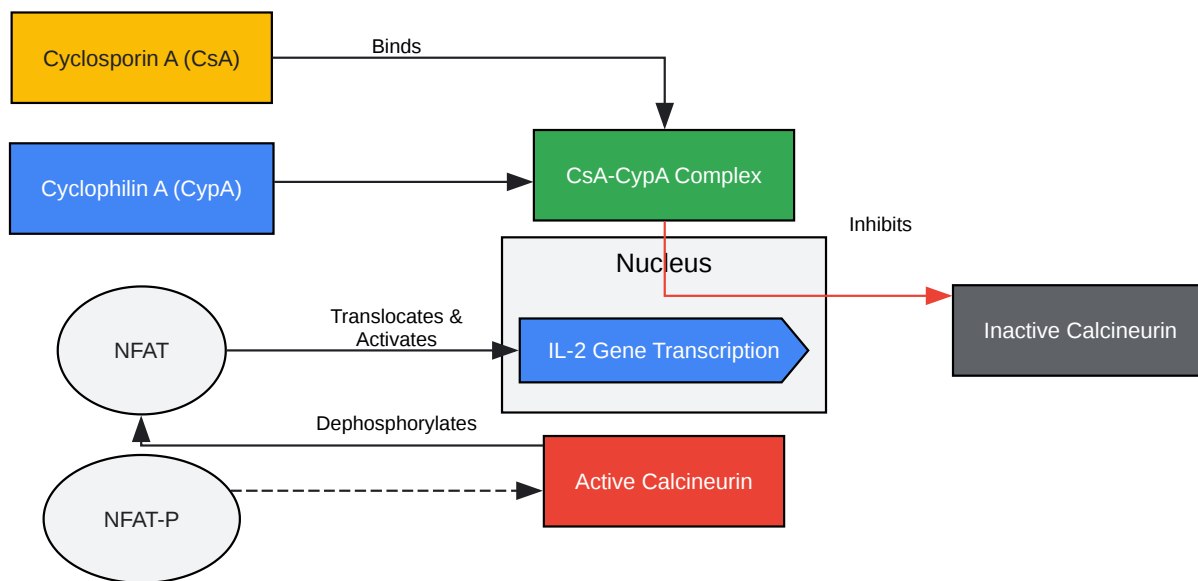 Cyclosporin A (CsA)
Binds
Cyclophilin A (CypA)
CsA-CypA Complex
Inhibits
Nucleus
Inactive Calcineurin
NFAT
Translocates &
Activates
IL-2 Gene Transcription
Dephosphorylates
Active Calcineurin
NFAT-P